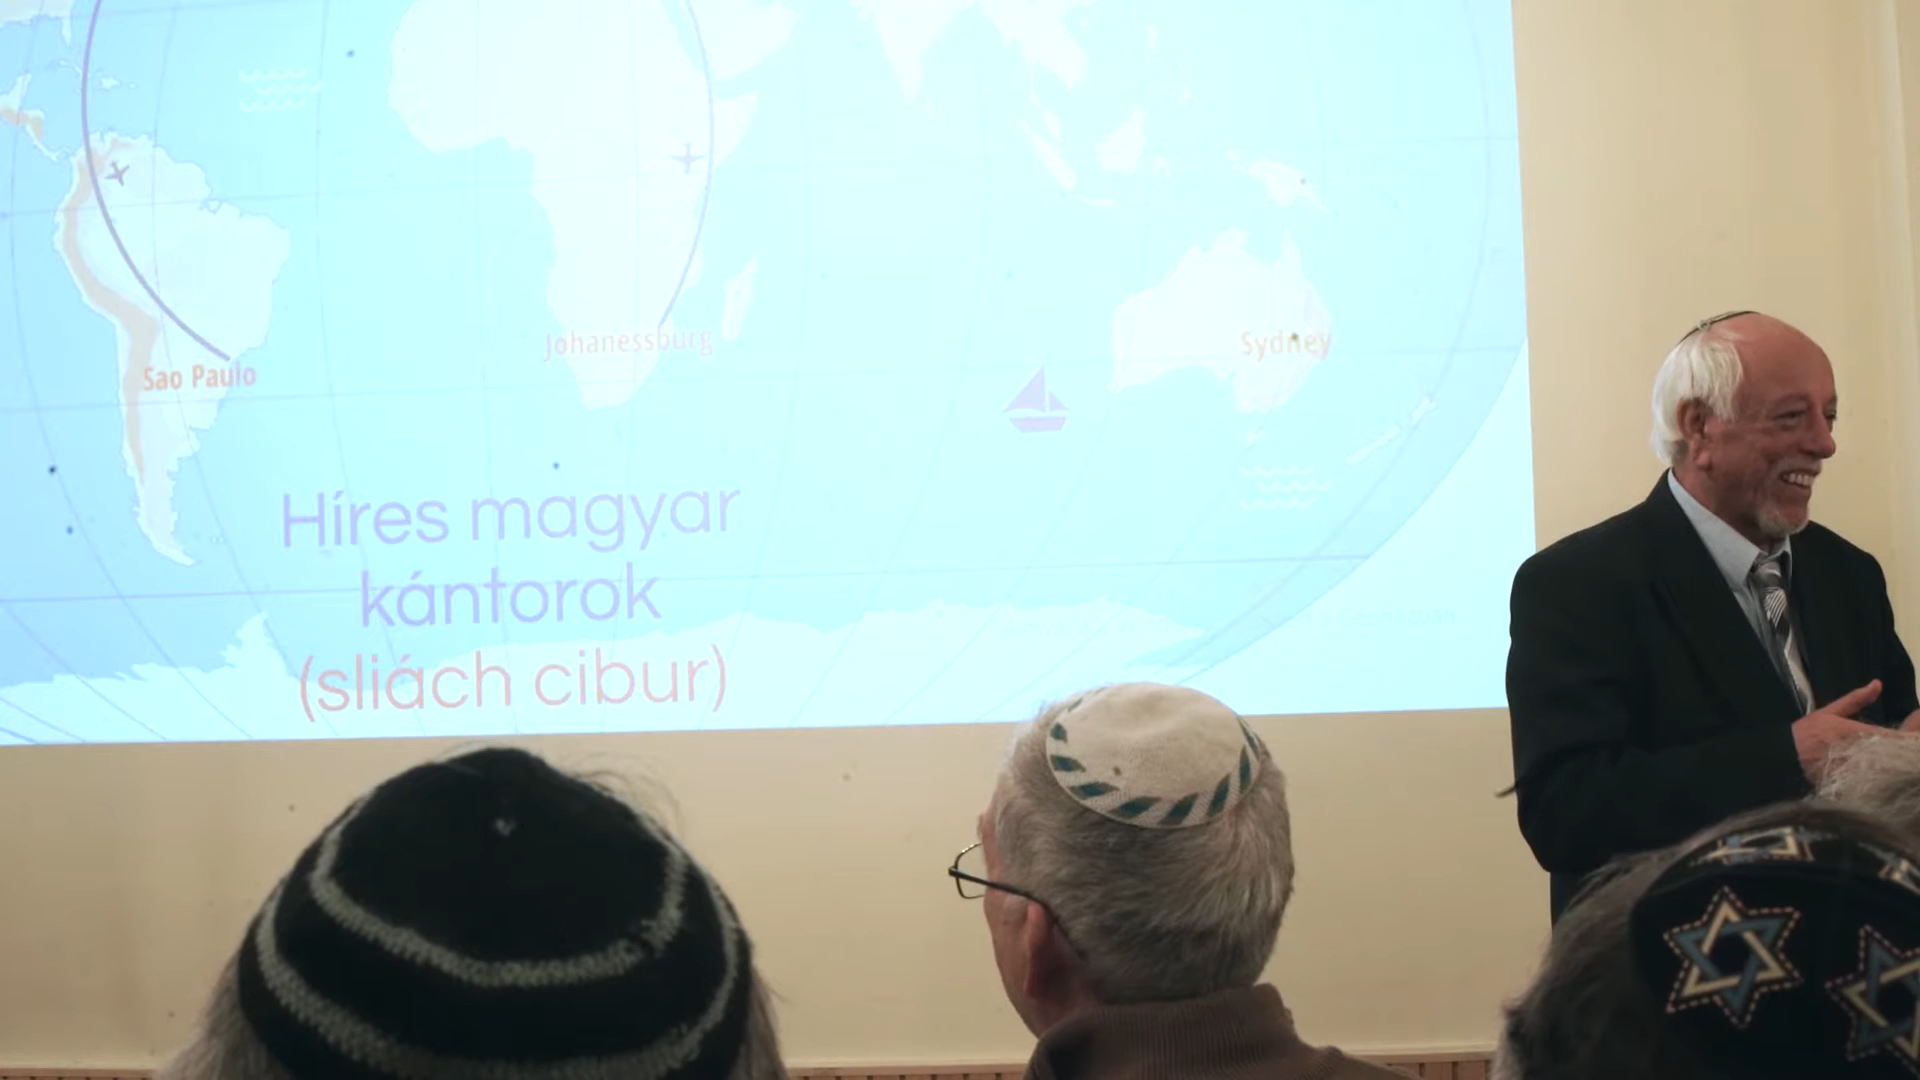 Johanessburg
Sydney
Sao Paulo
Híres magyar
kántorok
(sliách cibur)